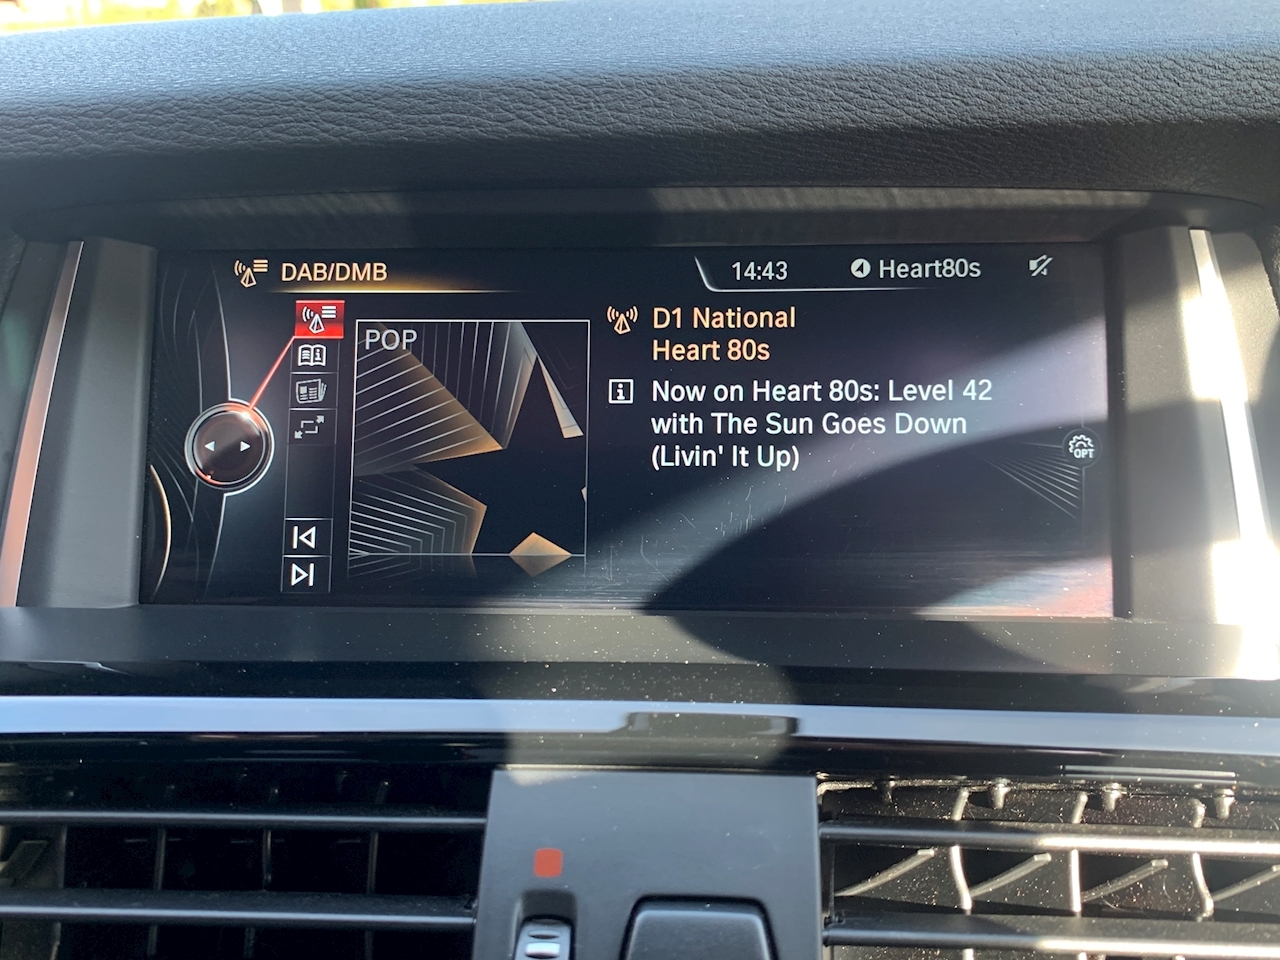 DAB/DMB
14:43
Heart80s
POP
D1 National
Heart 80s
Now on Heart 80s: Level 42
with The Sun Goes Down
(Livin' It Up)
OPT